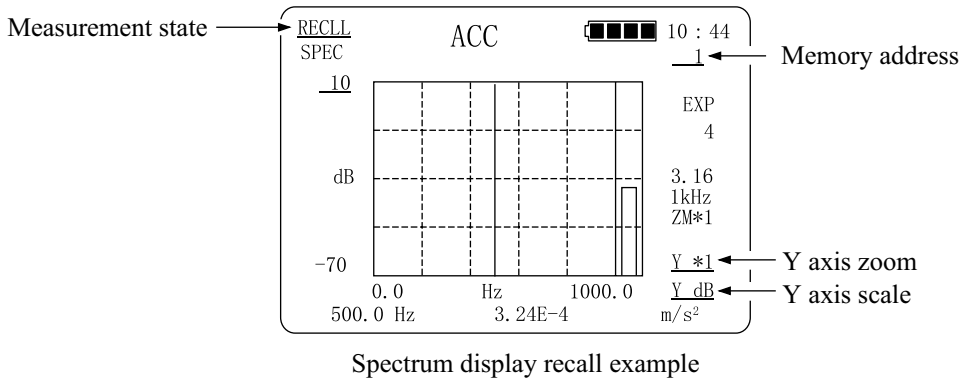 Measurement state
RECLL
SPEC
ACC
10 : 44
1
Memory address
10
dB
-70
EXP
4
3.16
1kHz
ZM*1
Y *1
Y axis zoom
Y dB
Y axis scale
0.0 Hz 1000.0
500.0 Hz 3.24E-4 m/s²
Spectrum display recall example